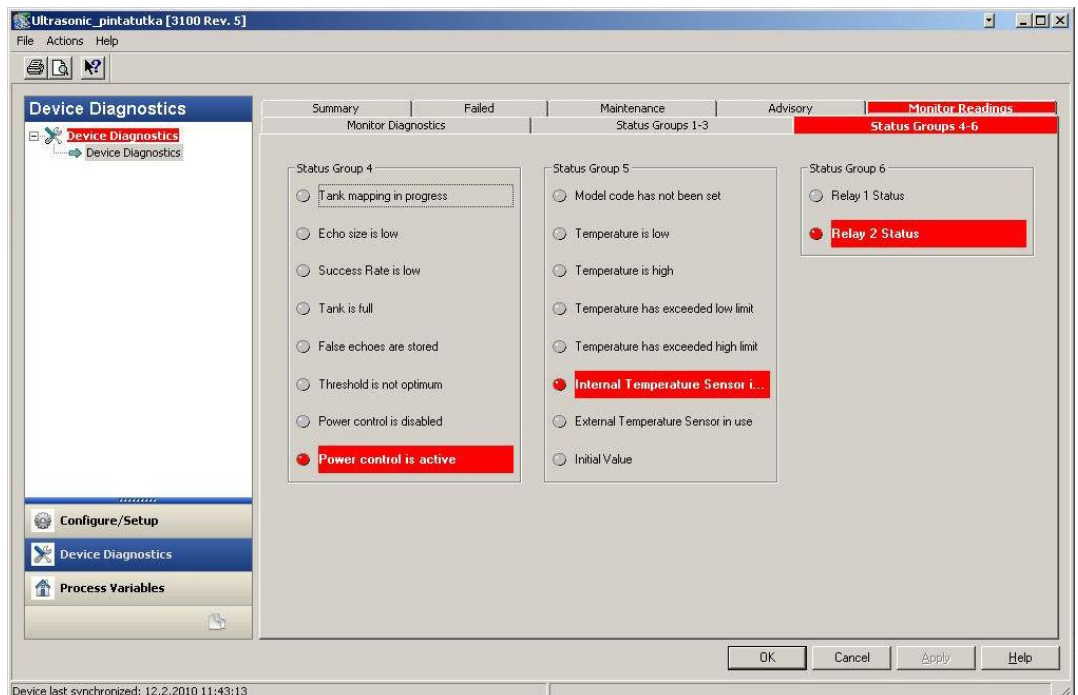 Ultrasonic_pintatutka [3100 Rev. 5]
File Actions Help
Device Diagnostics
Device Diagnostics
Device Diagnostics
Configure/Setup
Device Diagnostics
Process Variables
Summary Failed Maintenance Advisory Monitor Readings
Monitor Diagnostics Status Groups 1-3 Status Groups 4-6
Status Group 4
Tank mapping in progress
Echo size is low
Success Rate is low
Tank is full
False echoes are stored
Threshold is not optimum
Power control is disabled
Power control is active
Status Group 5
Model code has not been set
Temperature is low
Temperature is high
Temperature has exceeded low limit
Temperature has exceeded high limit
Internal Temperature Sensor i...
External Temperature Sensor in use
Initial Value
Status Group 6
Relay 1 Status
Relay 2 Status
OK Cancel Apply Help
Device last synchronized: 12.2.2010 11:43:13